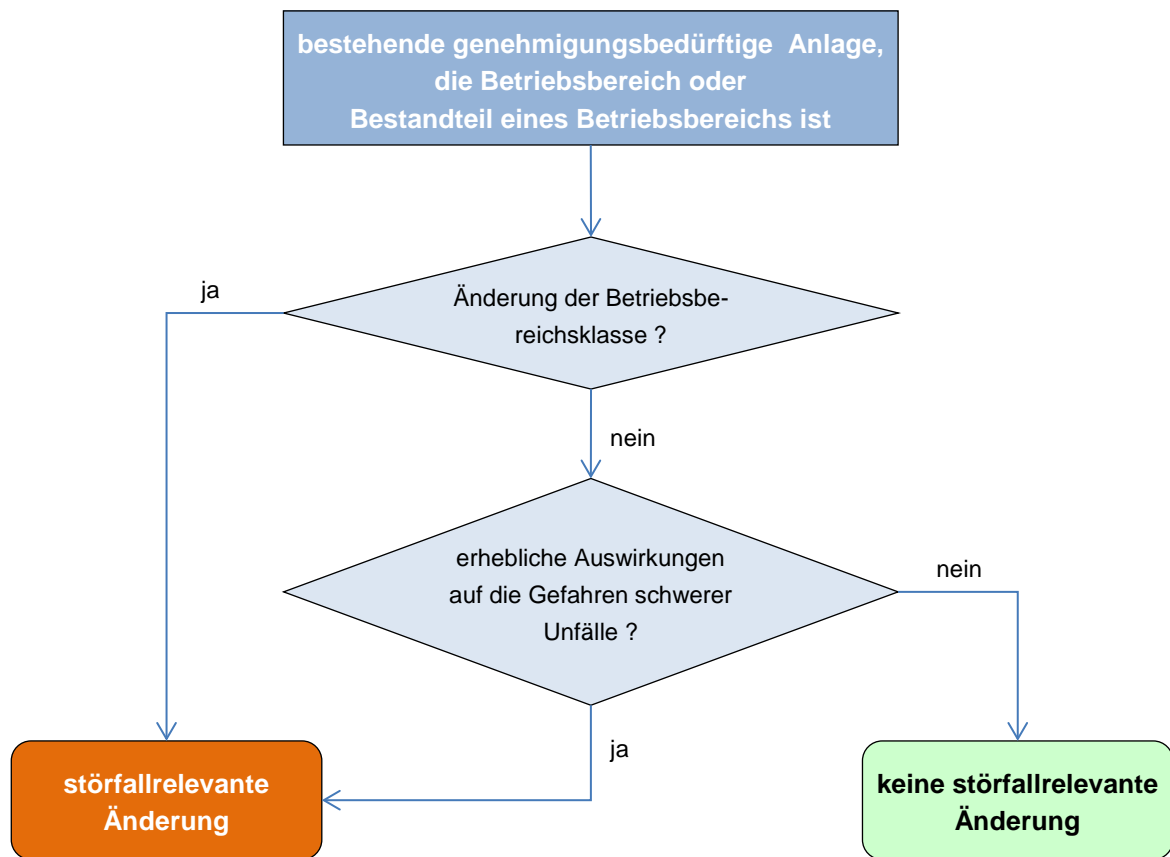 bestehende genehmigungsbedürftige  Anlage,
die Betriebsbereich oder
Bestandteil eines Betriebsbereichs ist
ja
Änderung der Betriebsbe-
reichsklasse ?
nein
erhebliche Auswirkungen
auf die Gefahren schwerer
Unfälle ?
nein
ja
störfallrelevante
Änderung
keine störfallrelevante
Änderung